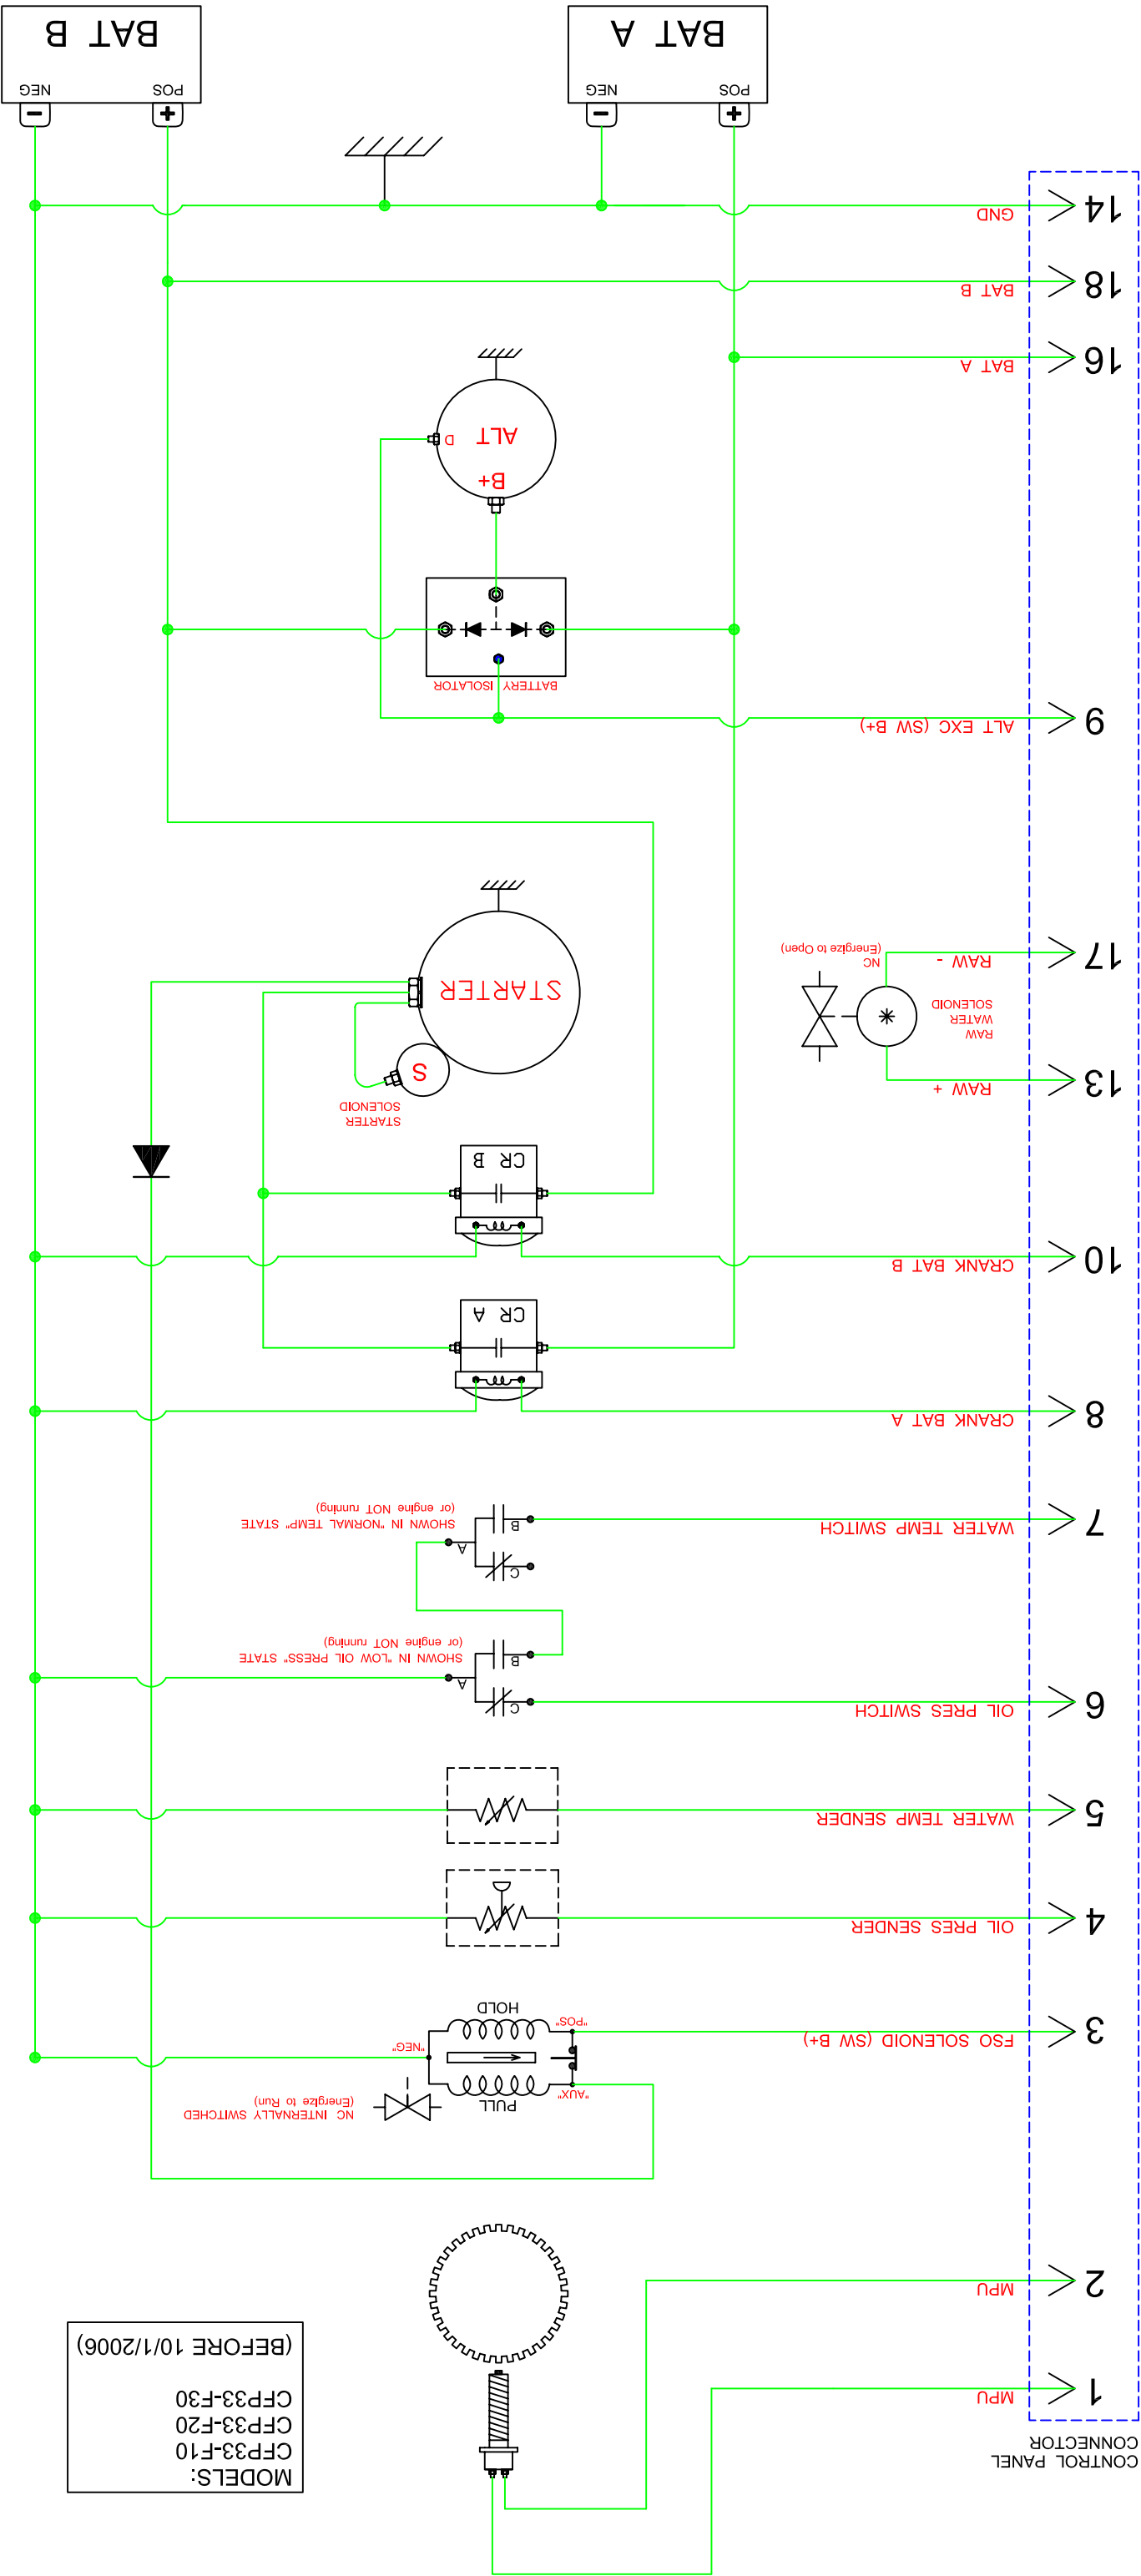 CONTROL PANEL
CONNECTOR
MODELS:
CFP33-F10
CFP33-F20
CFP33-F30
(BEFORE 10/1/2006)
1
MPU
2
MPU
NC INTERNALLY SWITCHED
(Energize to Run)
PULL
"AUX"
"NEG"
"POS"
HOLD
3
FSO SOLENOID (SW B+)
4
OIL PRES SENDER
5
WATER TEMP SENDER
6
OIL PRES SWITCH
C
A
B
SHOWN IN "LOW OIL PRESS" STATE
(or engine NOT running)
7
WATER TEMP SWITCH
C
A
B
SHOWN IN "NORMAL TEMP" STATE
(or engine NOT running)
8
CRANK BAT A
CR A
10
CRANK BAT B
CR B
STARTER
SOLENOID
S
STARTER
13
RAW +
RAW
WATER
SOLENOID
17
RAW -
NC
(Energize to Open)
9
ALT EXC (SW B+)
BATTERY ISOLATOR
B+
ALT
D
16
BAT A
18
BAT B
14
GND
POS
NEG
BAT A
POS
NEG
BAT B